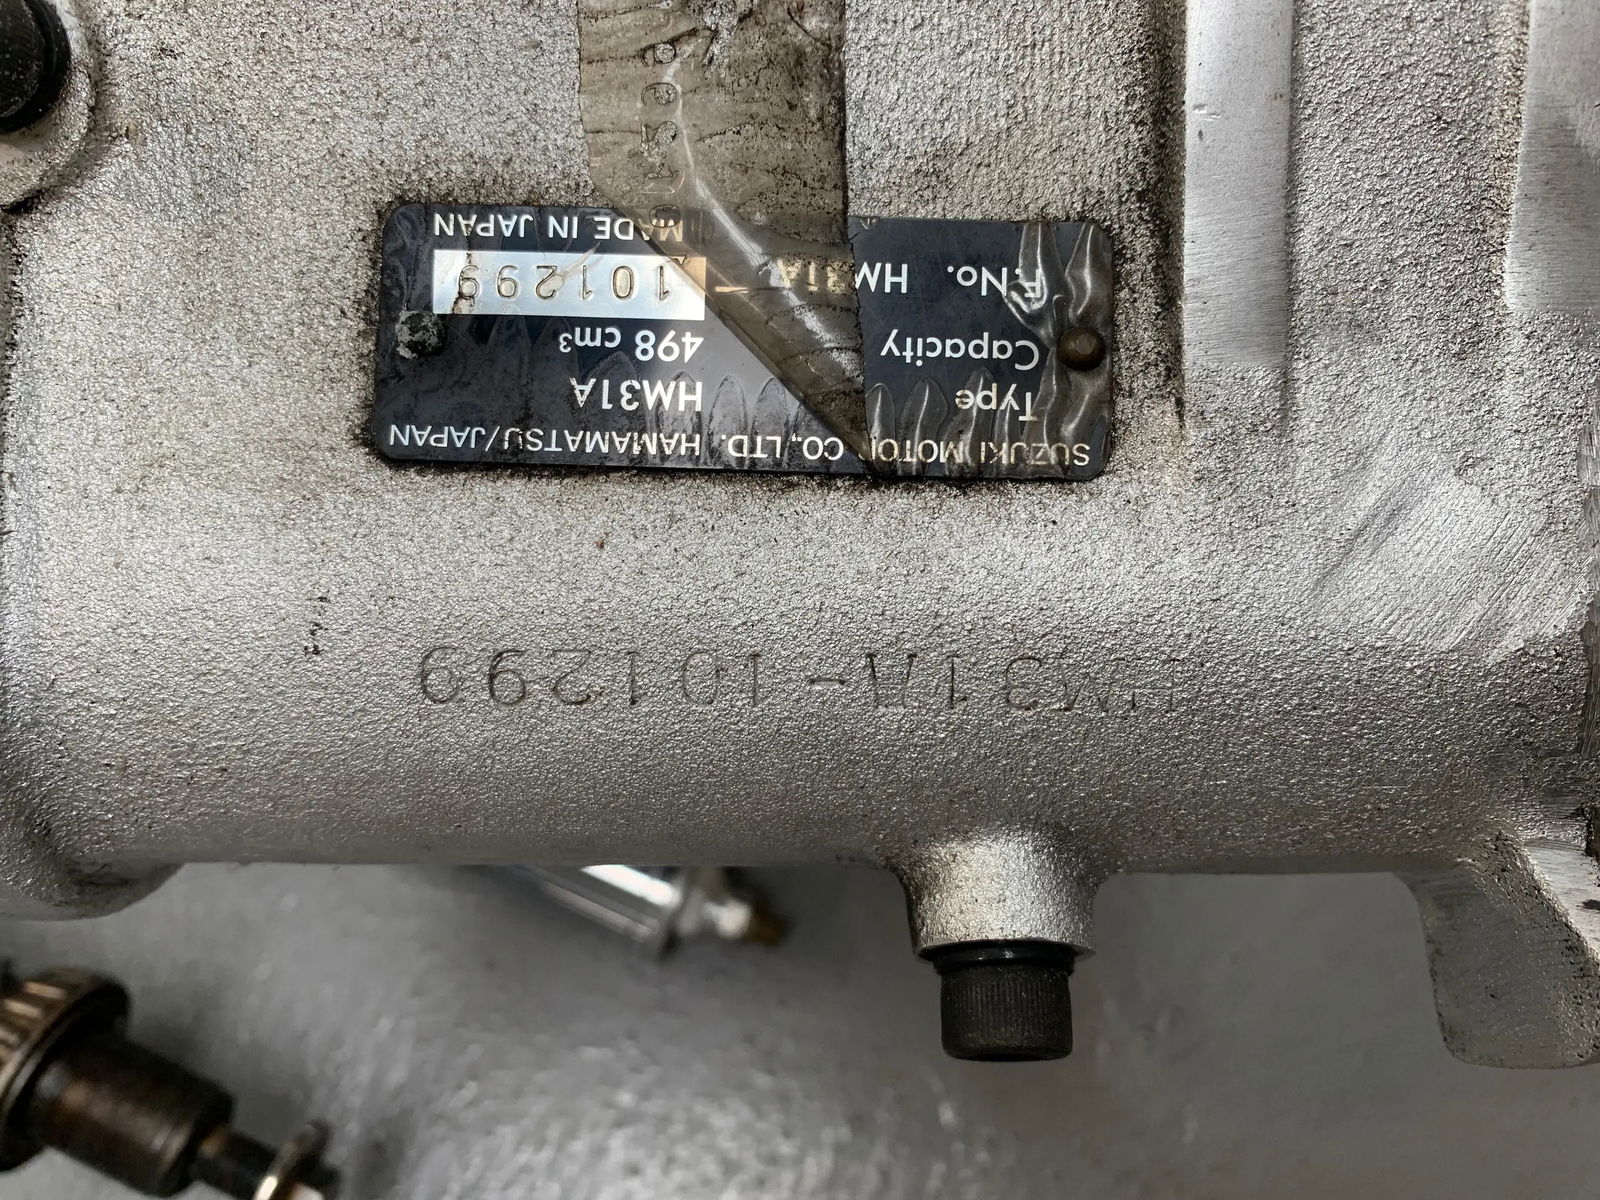 SUZUKI MOTOR CO.,LTD. HAMAMATSU/JAPAN
Type HM31A
Capacity 498 cm³
F.No. HM31A - 101299
MADE IN JAPAN
HM31A-101299